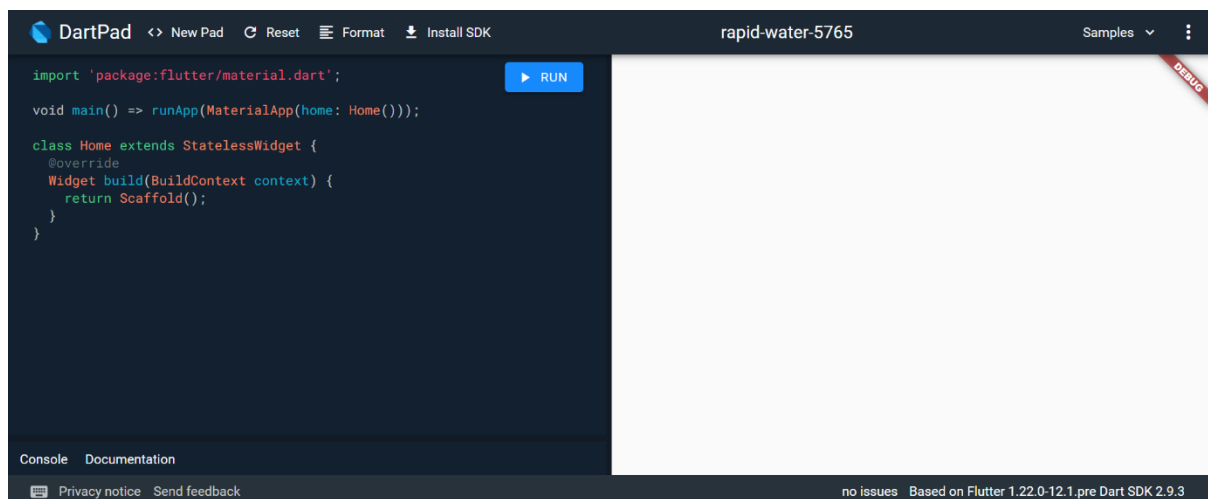 DartPad <> New Pad Reset Format Install SDK rapid-water-5765 Samples
import 'package:flutter/material.dart'; RUN DEBUG
void main() => runApp(MaterialApp(home: Home()));
class Home extends StatelessWidget {
@override
Widget build(BuildContext context) {
return Scaffold();
}
}
Console Documentation
Privacy notice Send feedback no issues Based on Flutter 1.22.0-12.1.pre Dart SDK 2.9.3